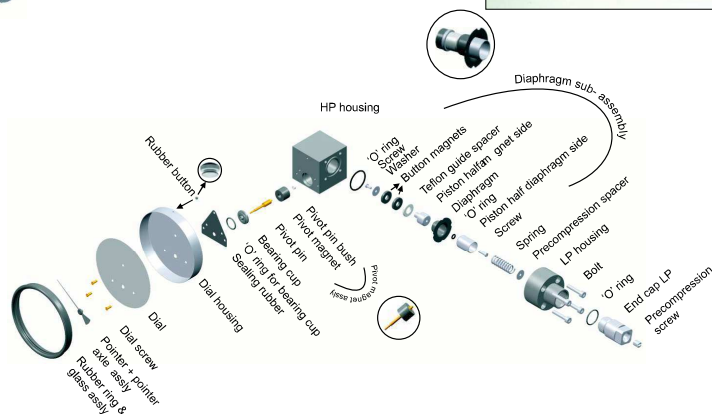 Diaphragm sub- assembly
HP housing
'O' ring
Screw
Washer
Button magnets
Teflon guide spacer
Piston half gnet side
Diaphragm
'O' ring
Piston half diaphragm side
Screw
Spring
Precompression spacer
LP housing
Bolt
'O' ring
End cap LP
Precompression
screw
Rubber button
Pivot pin bush
Pivot magnet
Pivot magnet assly
Pivot pin
Bearing cup
'O' ring for bearing cup
Sealing rubber
Dial housing
Dial
Dial screw
Pointer + pointer
axle assly
Rubber ring &
glass assly